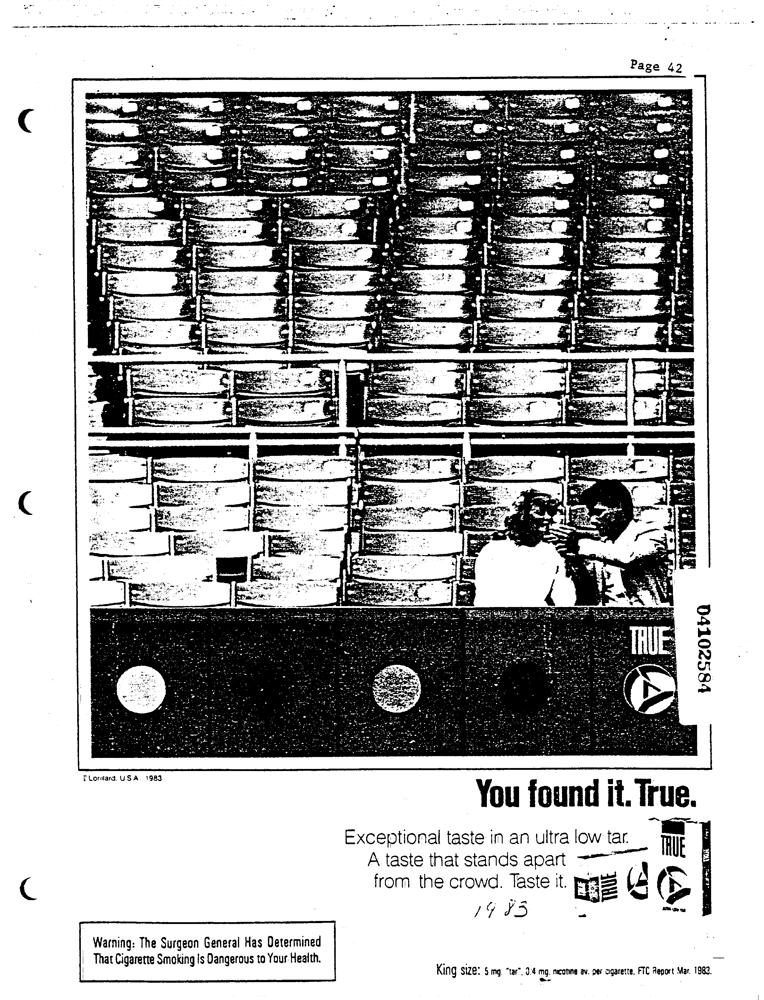 Page 42
TRUE
04102584
Lorillard. U S A. 1983
You found it. True.
Exceptional taste in an ultra low tar.
A taste that stands apart
from the crowd. Taste it.
TRUE
TRUE
1983
Warning: The Surgeon General Has Determined
That Cigarette Smoking Is Dangerous to Your Health.
King size: 5 mg. "tar", 0.4 mg. nicotine av. per cigarette, FTC Report Mar. 1983.